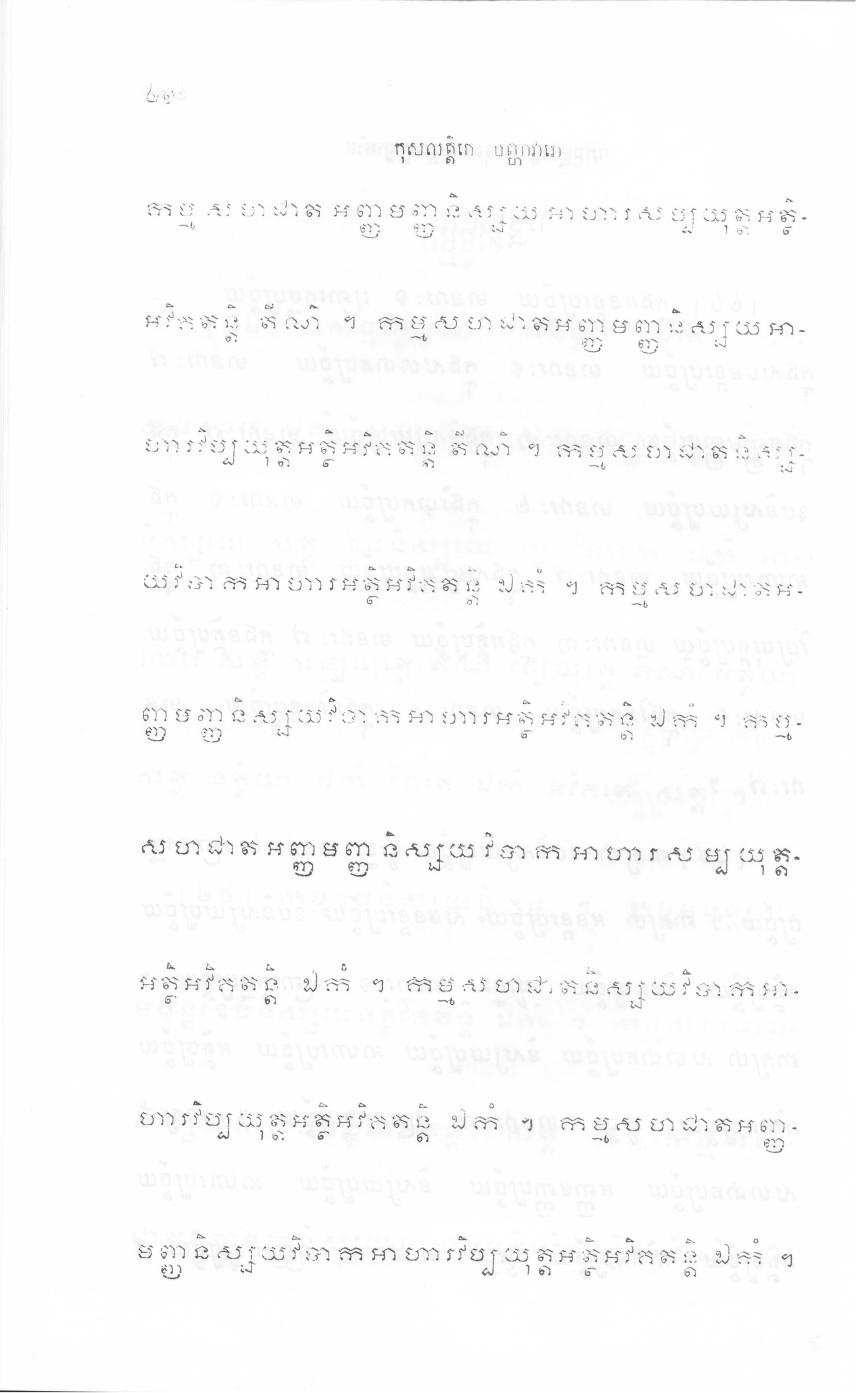 កុសលត្តិកេ បញ្ហាវារោ
កម្ម សហជាត អញ្ញមញ្ញនិស្សយ អាហារសម្បយុត្តអត្ថិ-
អវិគតន្តិ តីណិ ។ កម្មសហជាតអញ្ញមញ្ញនិស្សយអា-
ហារវិប្បយុត្តអត្ថិអវិគតន្តិ តីណិ ។ កម្មសហជាតនិស្ស-
យវិបាកអាហារអត្ថិអវិគតន្តិ ឯកំ ។ កម្មសហជាតអ-
ញ្ញមញ្ញនិស្សយវិបាកអាហារអត្ថិអវិគតន្តិ ឯកំ ។ កម្ម-
សហជាតអញ្ញមញ្ញនិស្សយវិបាកអាហារសម្បយុត្ត-
អត្ថិអវិគតន្តិ ឯកំ ។ កម្មសហជាតនិស្សយវិបាកអា-
ហារវិប្បយុត្តអត្ថិអវិគតន្តិ ឯកំ ។ កម្មសហជាតអញ្ញ-
មញ្ញនិស្សយវិបាកអាហារវិប្បយុត្តអត្ថិអវិគតន្តិ ឯកំ ។